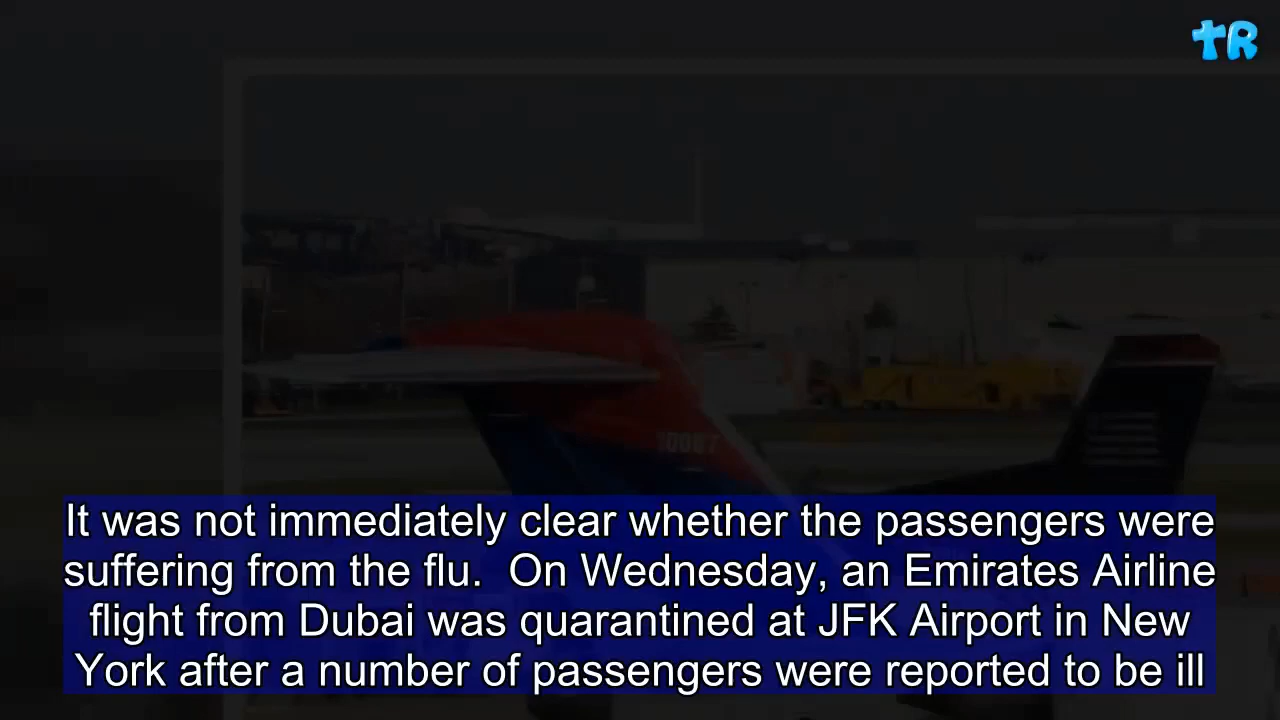 TR
It was not immediately clear whether the passengers were
suffering from the flu.  On Wednesday, an Emirates Airline
flight from Dubai was quarantined at JFK Airport in New
York after a number of passengers were reported to be ill